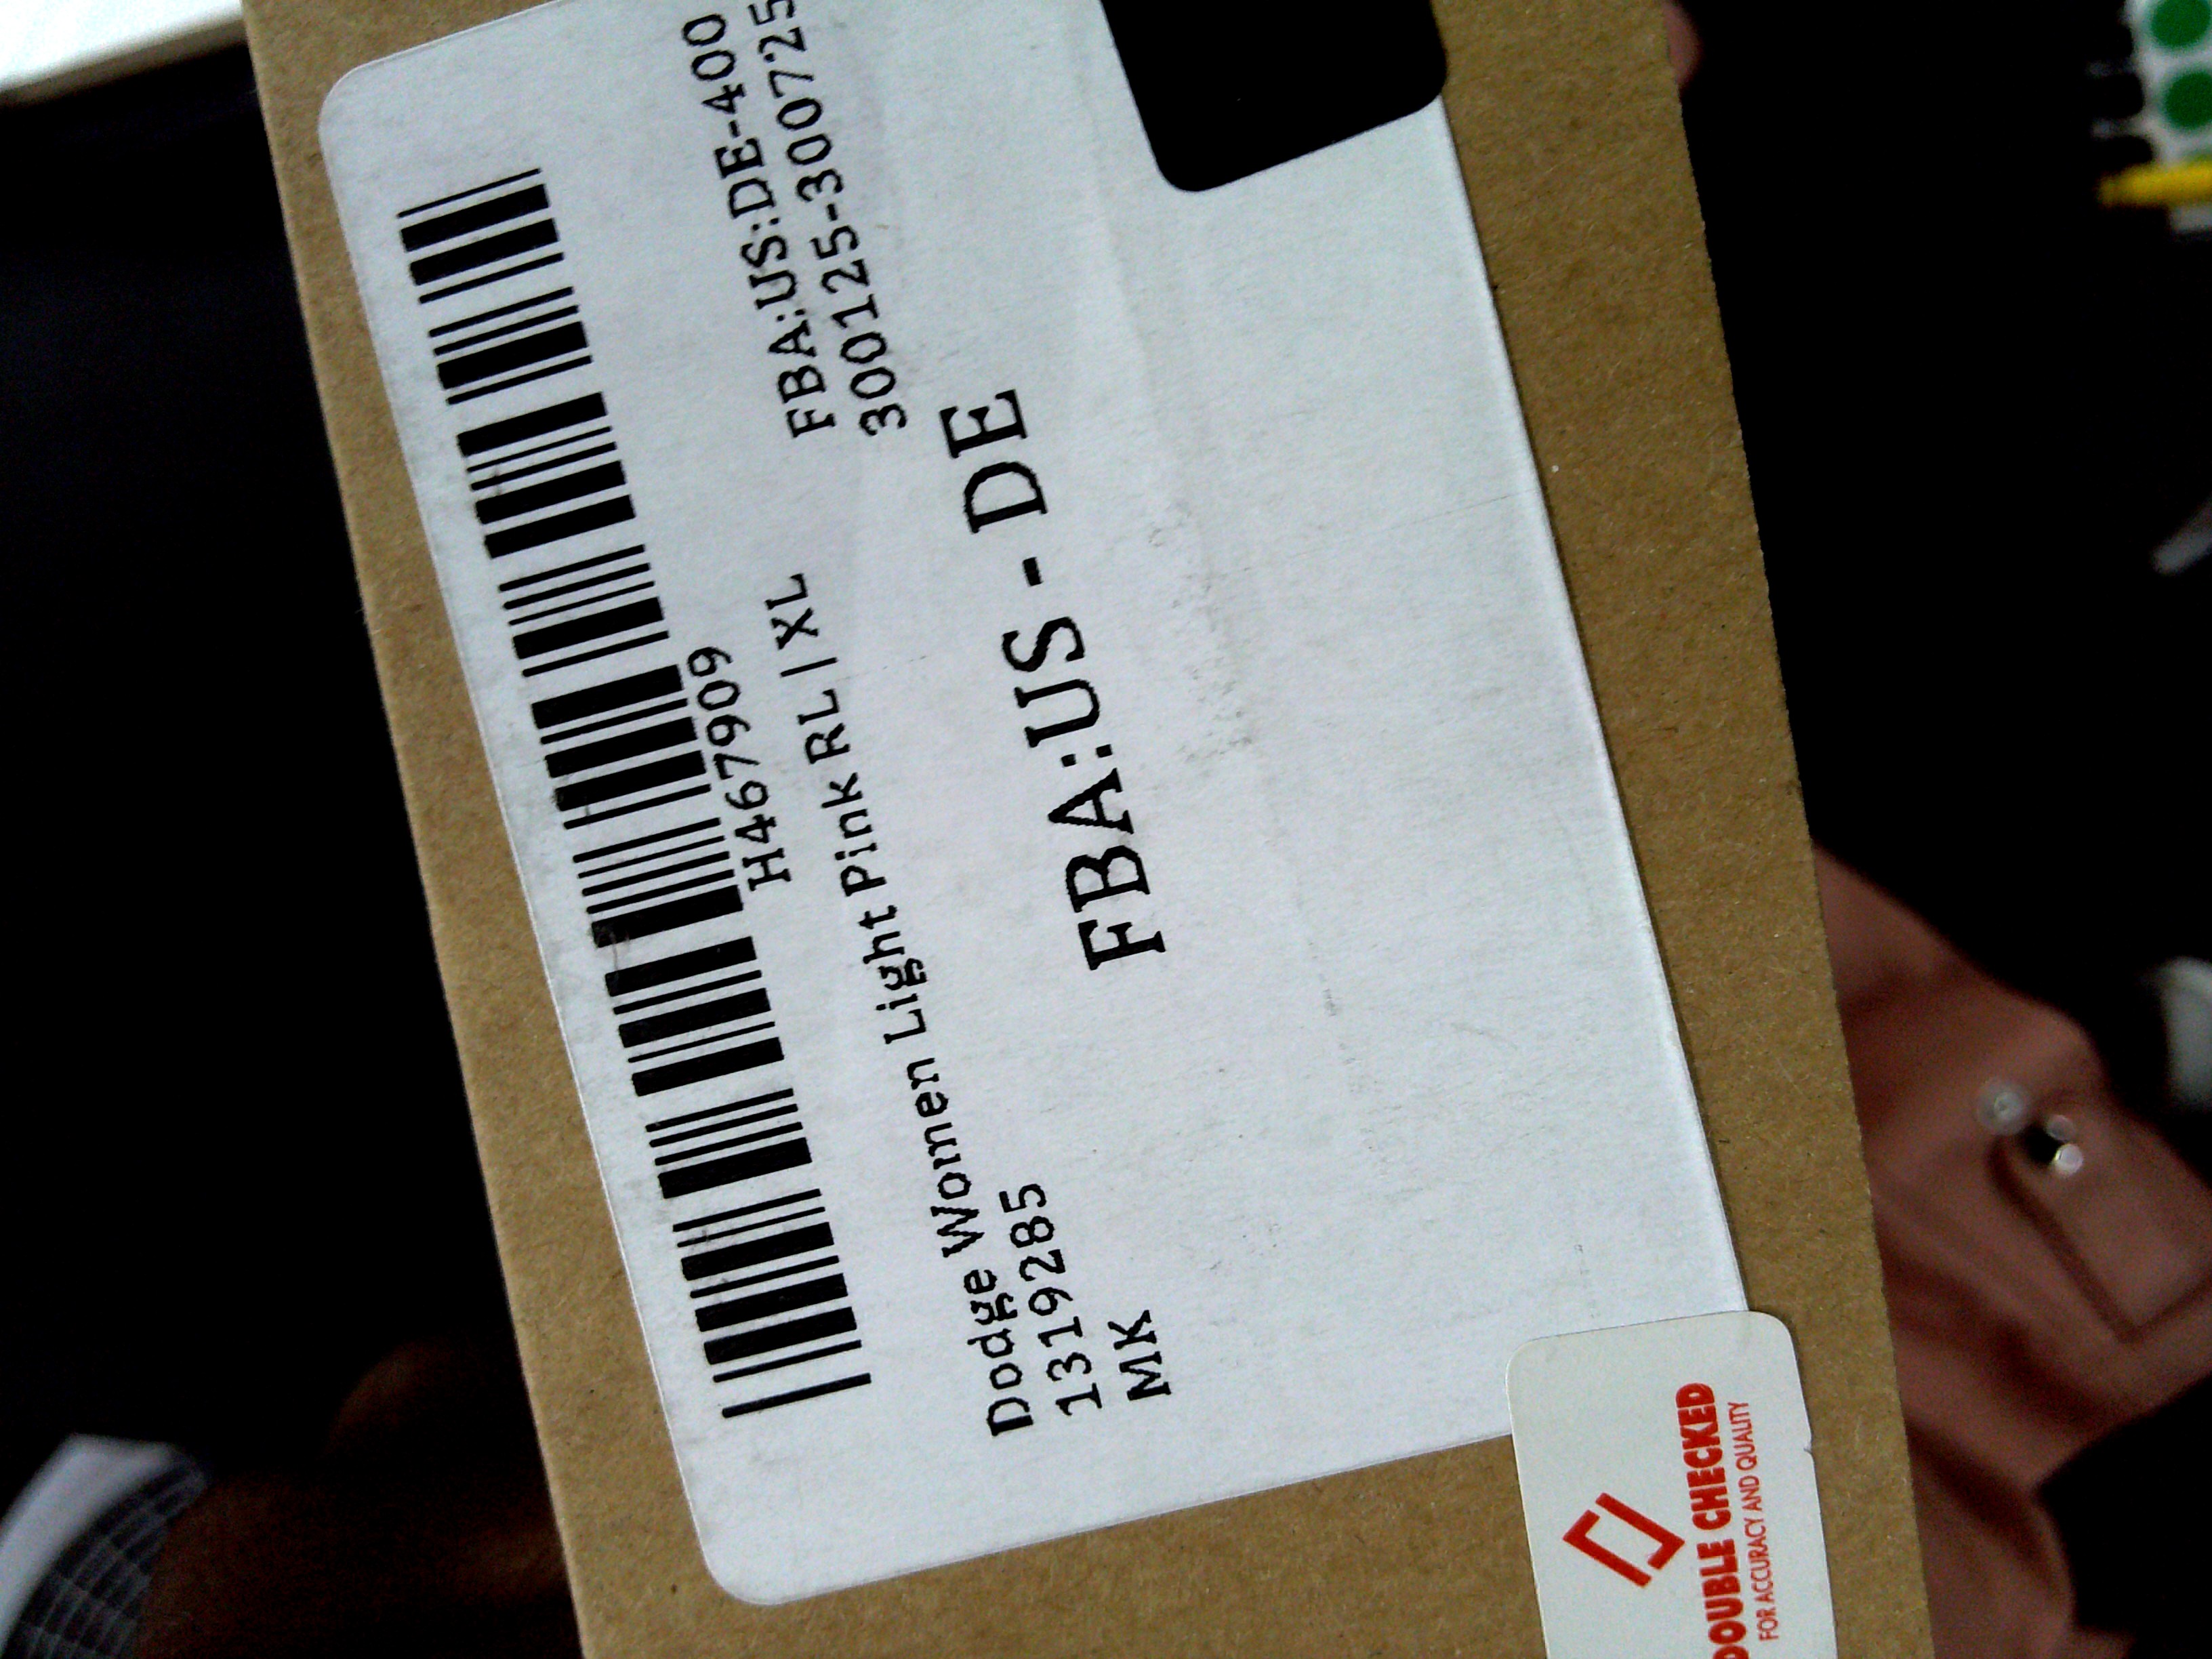 H467909
Dodge Women Light Pink RL | XL
1319285
MK
FBA:US:DE-400
300125-300725
FBA:US - DE
DOUBLE CHECKED
FOR ACCURACY AND QUALITY